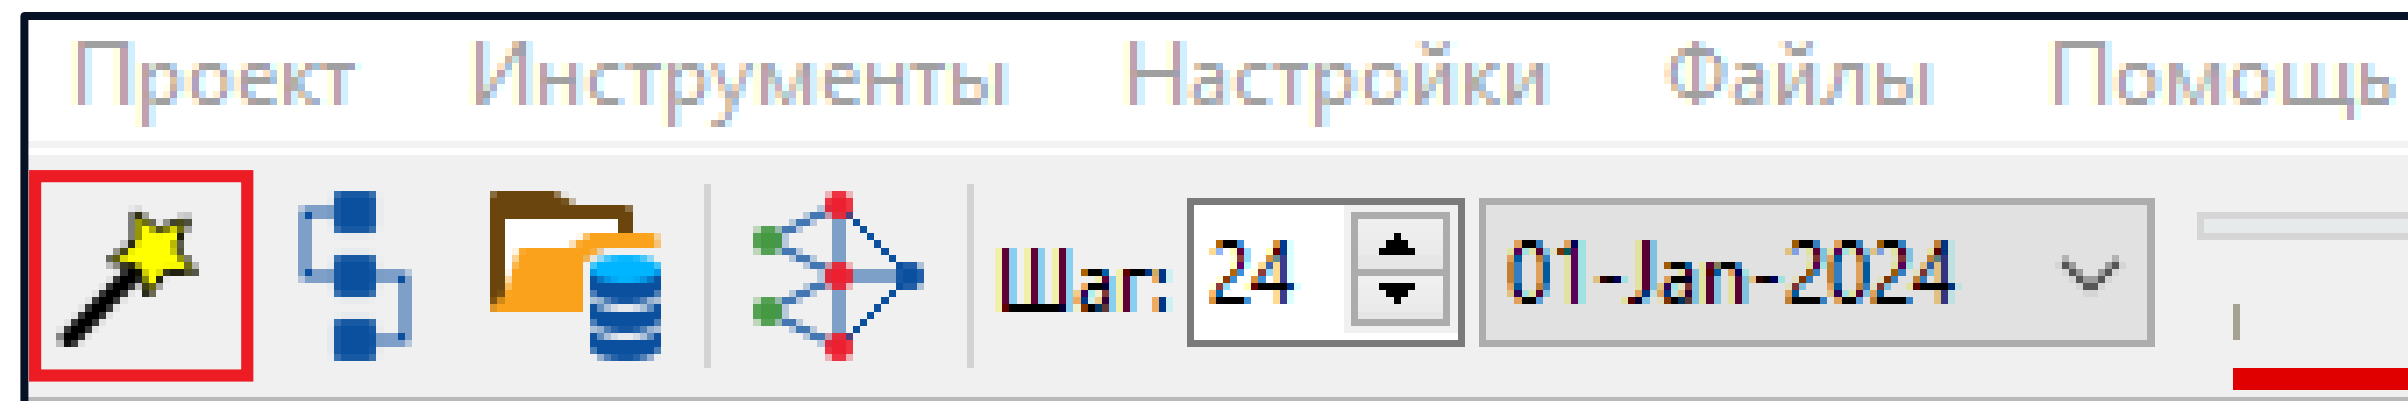 Проект Инструменты Настройки Файлы Помощь
Шаг: 24 01-Jan-2024